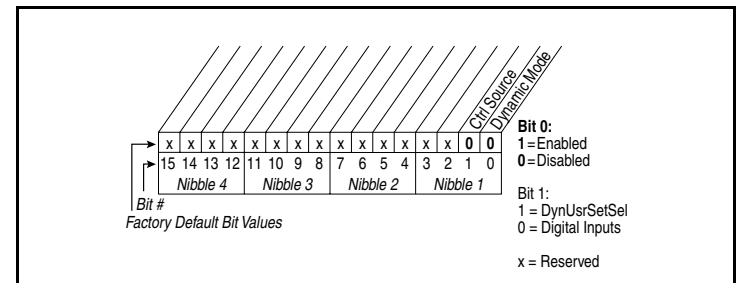 Ctrl Source
Dynamic Mode
x x x x x x x x x x x x x x 0 0
15 14 13 12 11 10 9 8 7 6 5 4 3 2 1 0
Nibble 4 Nibble 3 Nibble 2 Nibble 1
Bit #
Factory Default Bit Values
Bit 0:
1=Enabled
0=Disabled
Bit 1:
1 = DynUsrSetSel
0 = Digital Inputs
x = Reserved